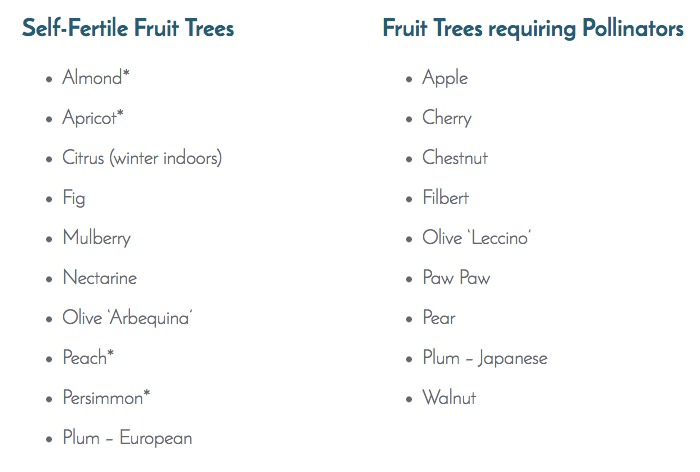 Self-Fertile Fruit Trees
• Almond*
• Apricot*
• Citrus (winter indoors)
• Fig
• Mulberry
• Nectarine
• Olive ‘Arbequina’
• Peach*
• Persimmon*
• Plum – European
Fruit Trees requiring Pollinators
• Apple
• Cherry
• Chestnut
• Filbert
• Olive ‘Leccino’
• Paw Paw
• Pear
• Plum – Japanese
• Walnut